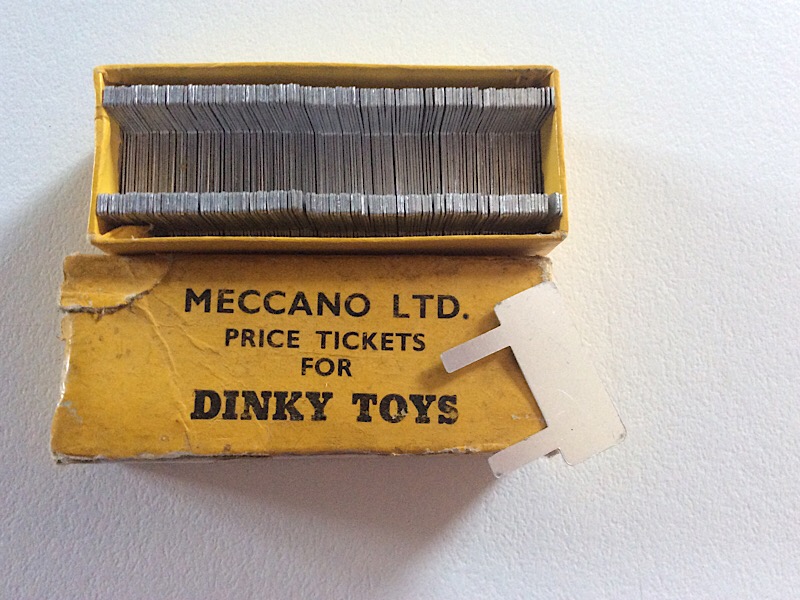 MECCANO LTD.
PRICE TICKETS
FOR
DINKY TOYS